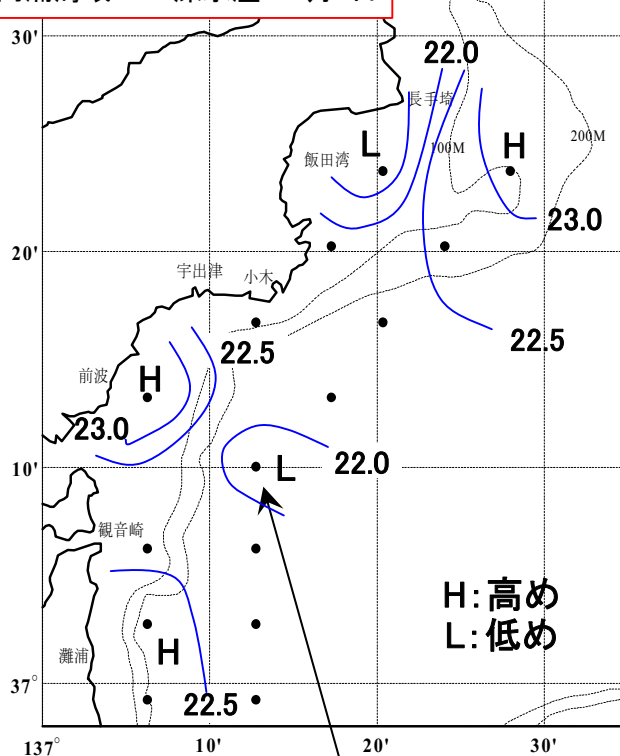 30'
22.0
長手埼
200M
L
H
100M
飯田湾
23.0
20'
宇出津
小木
22.5
22.5
前波
H
23.0
22.0
L
10'
観音崎
H:高め
L:低め
灘浦
H
37°
22.5
137°
10'
20'
30'